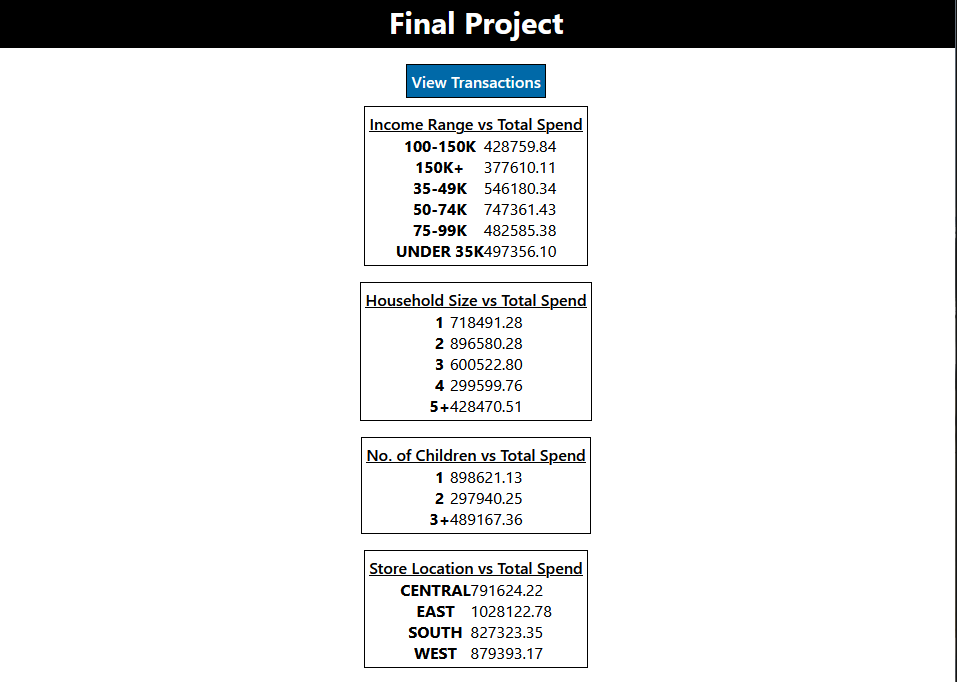 Final Project
View Transactions
Income Range vs Total Spend
100-150K 428759.84
150K+ 377610.11
35-49K 546180.34
50-74K 747361.43
75-99K 482585.38
UNDER 35K 497356.10
Household Size vs Total Spend
1 718491.28
2 896580.28
3 600522.80
4 299599.76
5+ 428470.51
No. of Children vs Total Spend
1 898621.13
2 297940.25
3+ 489167.36
Store Location vs Total Spend
CENTRAL 791624.22
EAST 1028122.78
SOUTH 827323.35
WEST 879393.17